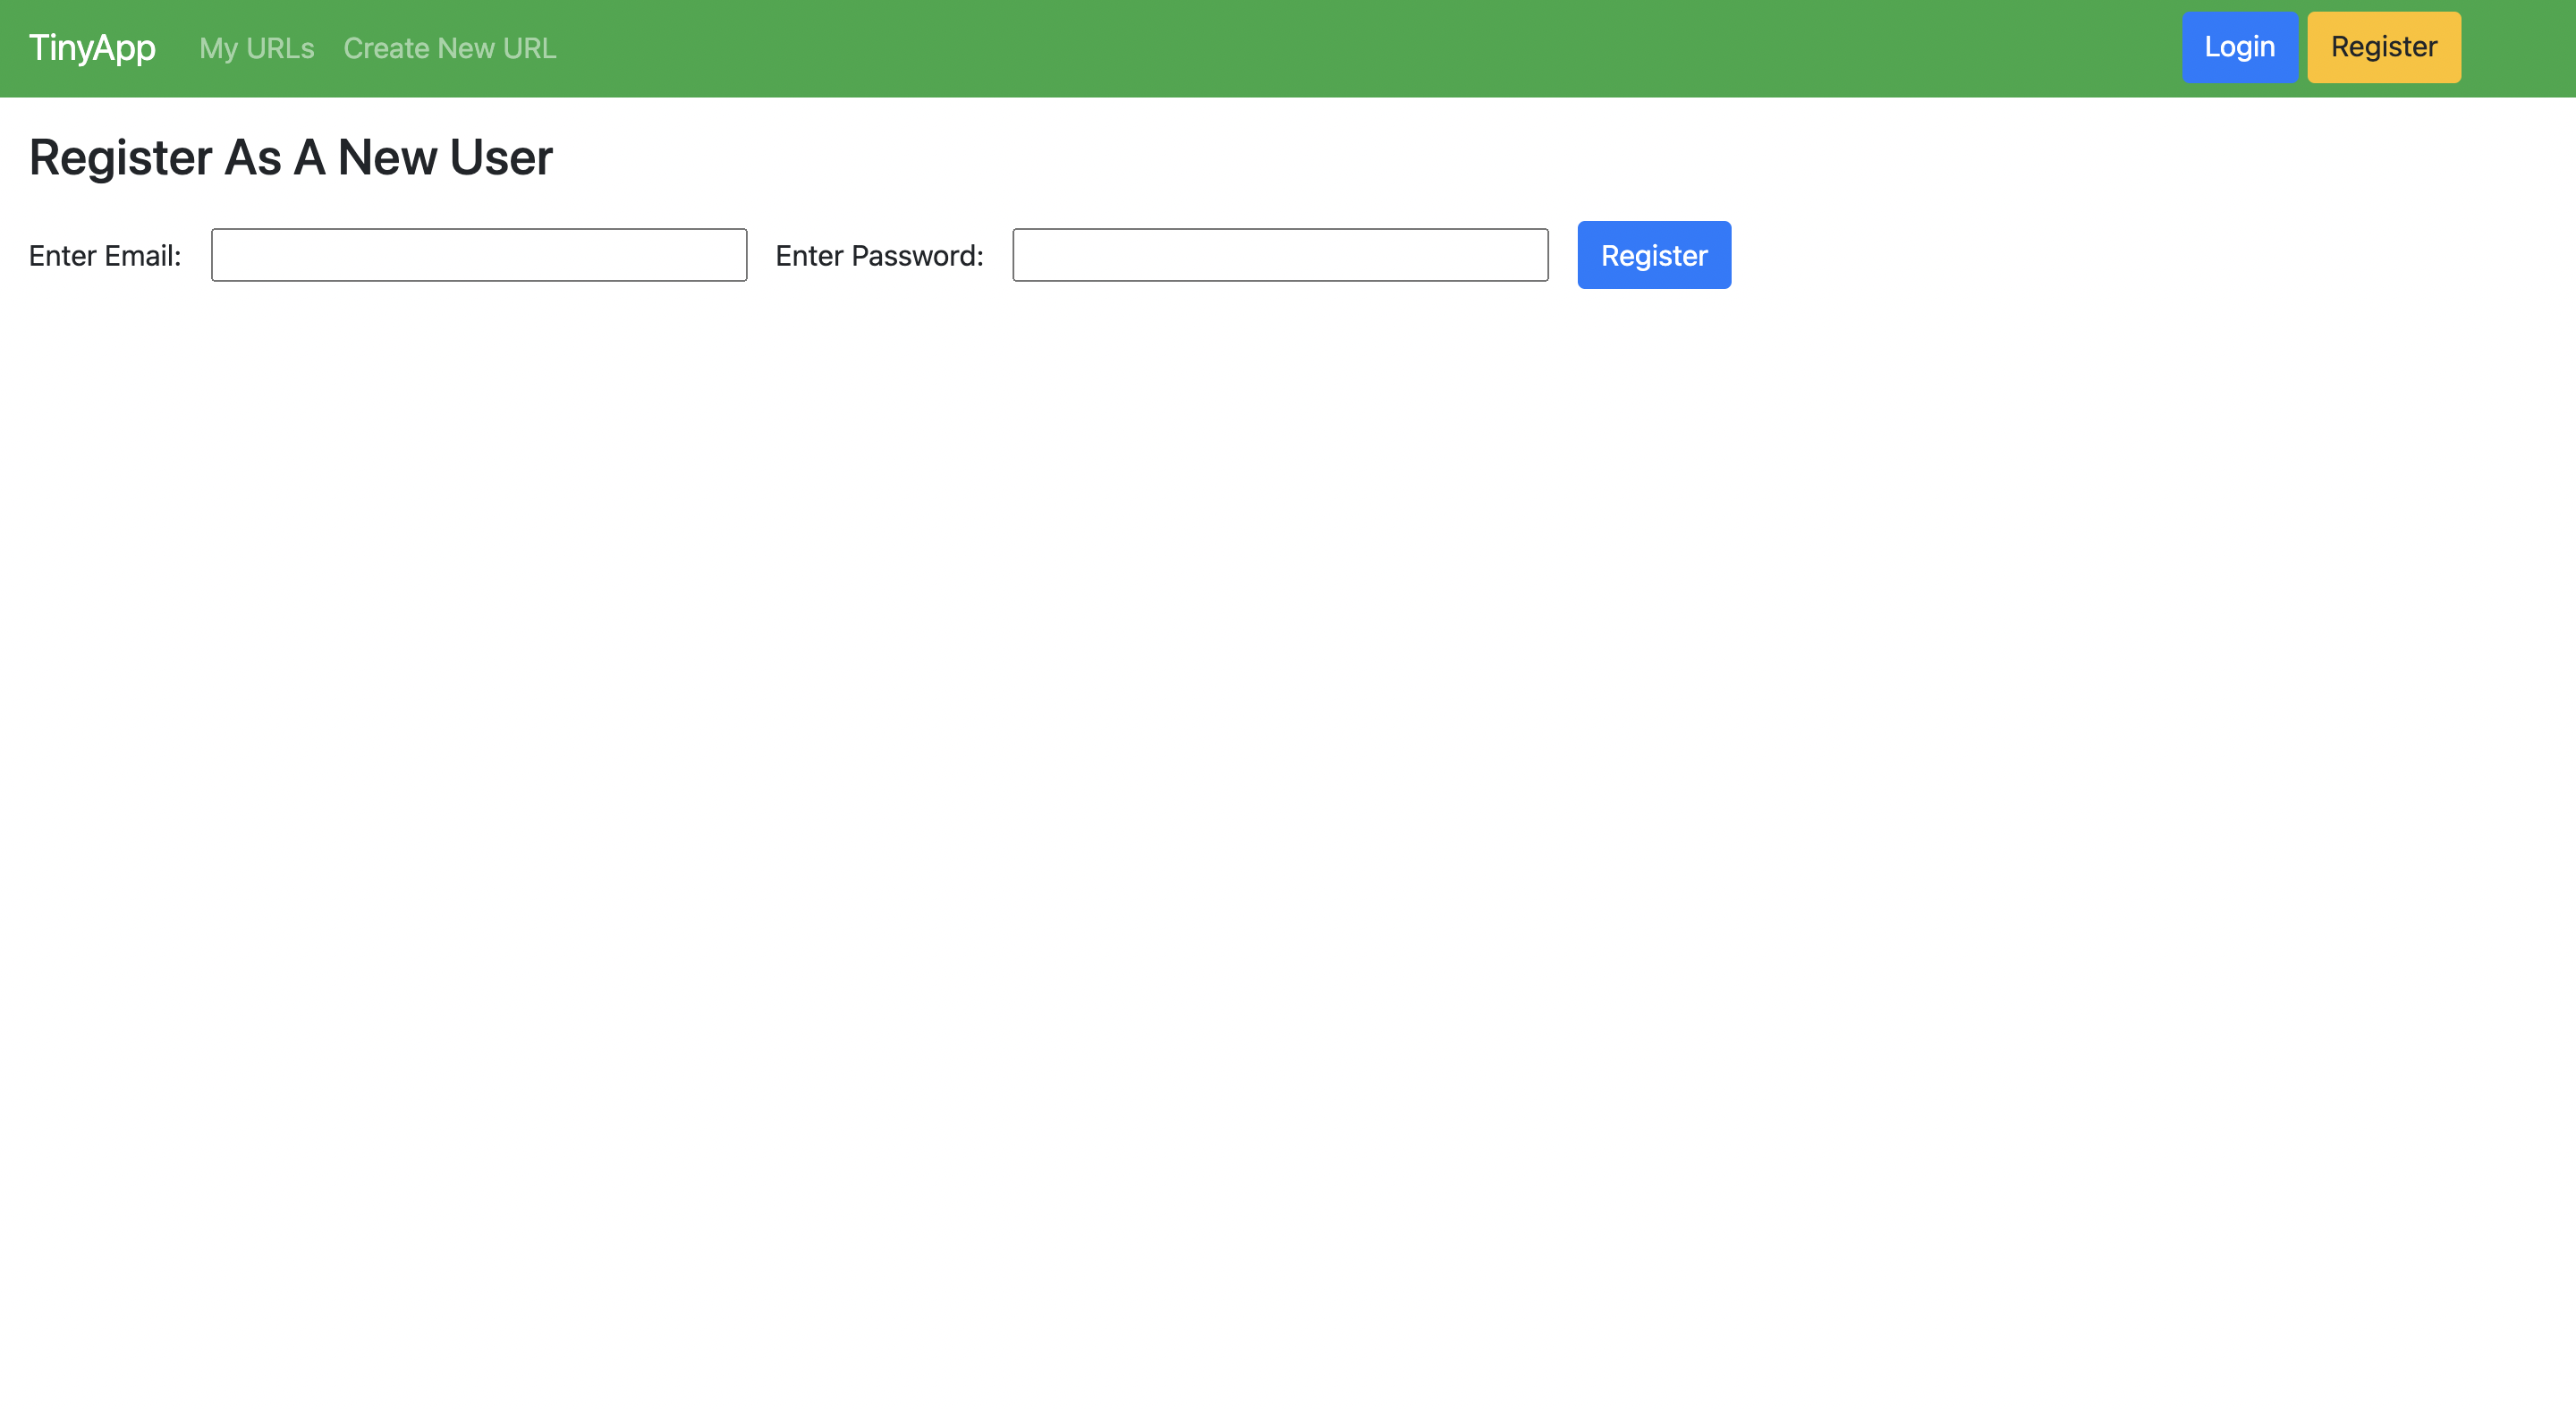 TinyApp My URLs Create New URL Login Register
Register As A New User
Enter Email: Enter Password: Register